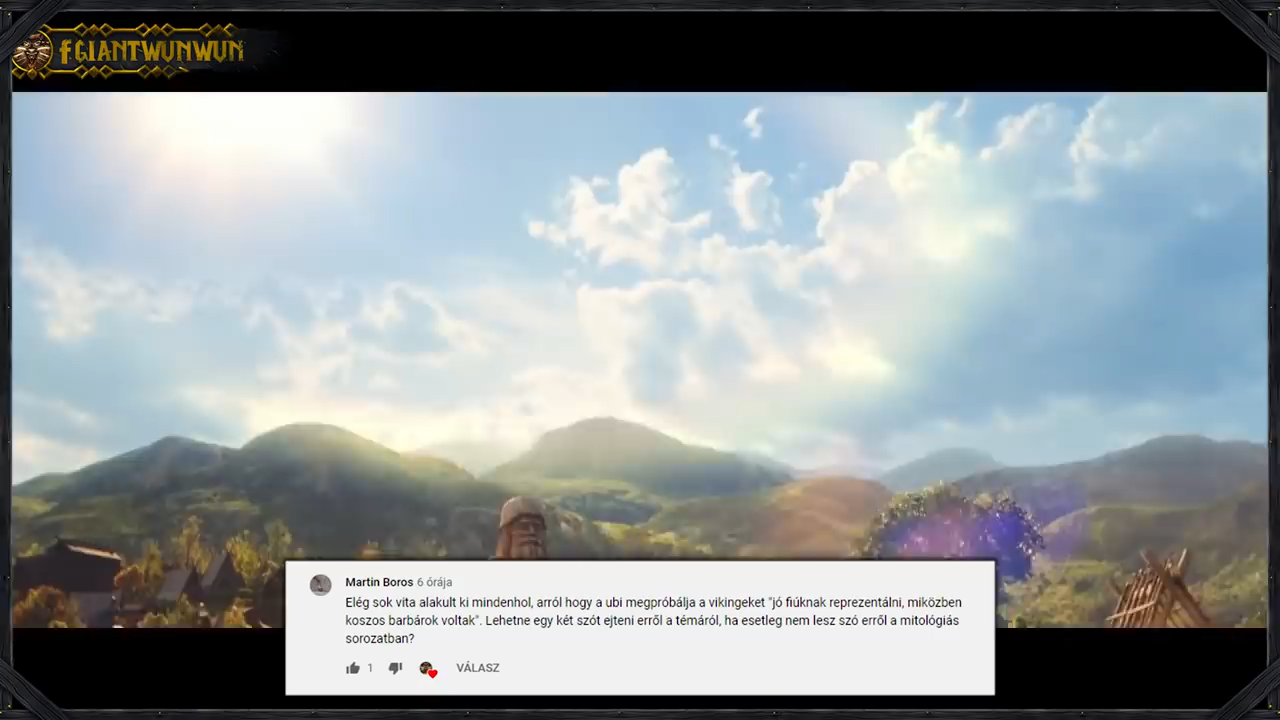 fGIANTWUNWUN
Martin Boros 6 órája
Elég sok vita alakult ki mindenhol, arról hogy a ubi megpróbálja a vikingeket "jó fiúknak reprezentálni, miközben
koszos barbárok voltak". Lehetne egy két szót ejteni erről a témáról, ha esetleg nem lesz szó erről a mitológiás
sorozatban?
1 VÁLASZ